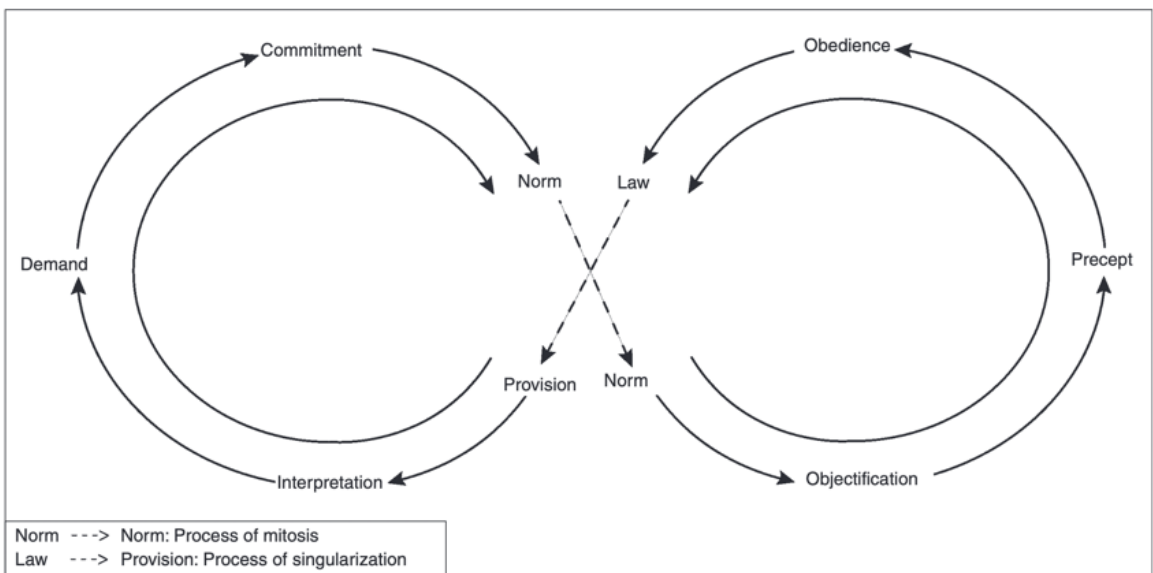 Commitment
Obedience
Norm
Law
Demand
Precept
Provision
Norm
Interpretation
Objectification
Norm ---> Norm: Process of mitosis
Law ---> Provision: Process of singularization